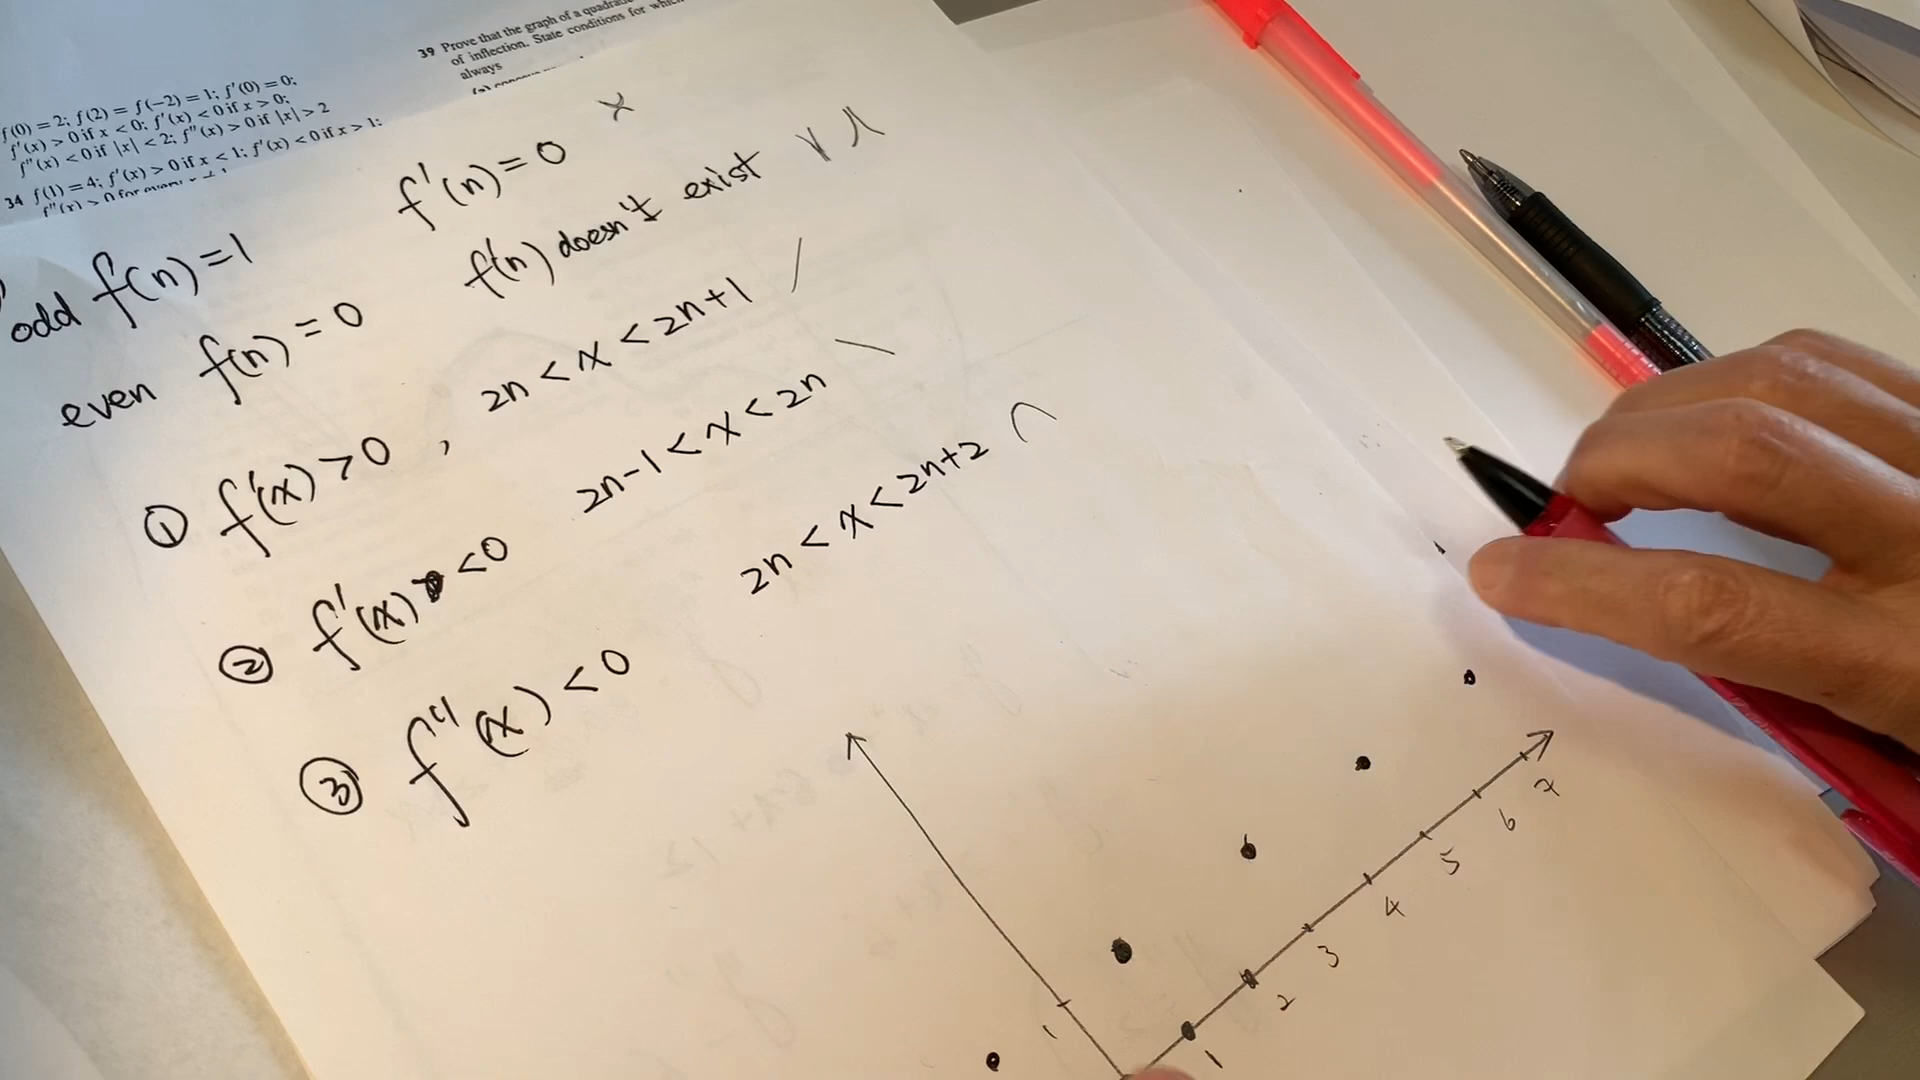 39 Prove that the graph of a quadratic
of inflection. State conditions for which
always
f(0) = 2; f(2) = f(−2) = 1; f′(0) = 0;
f′(x) > 0 if x < 0; f′(x) < 0 if x > 0;
f″(x) < 0 if |x| < 2; f″(x) > 0 if |x| > 2
34 f(1) = 4; f′(x) > 0 if x < 1; f′(x) < 0 if x > 1;
f″(x) > 0 for every
odd f(n)=1
f'(n)=0 x
even f(n)=0
f'(n) doesn't exist
① f'(x)>0, 2n<x<2n+1
② f'(x)<0 2n-1<x<2n
③ f''(x)<0 2n<x<2n+2
1
1 2 3 4 5 6 7